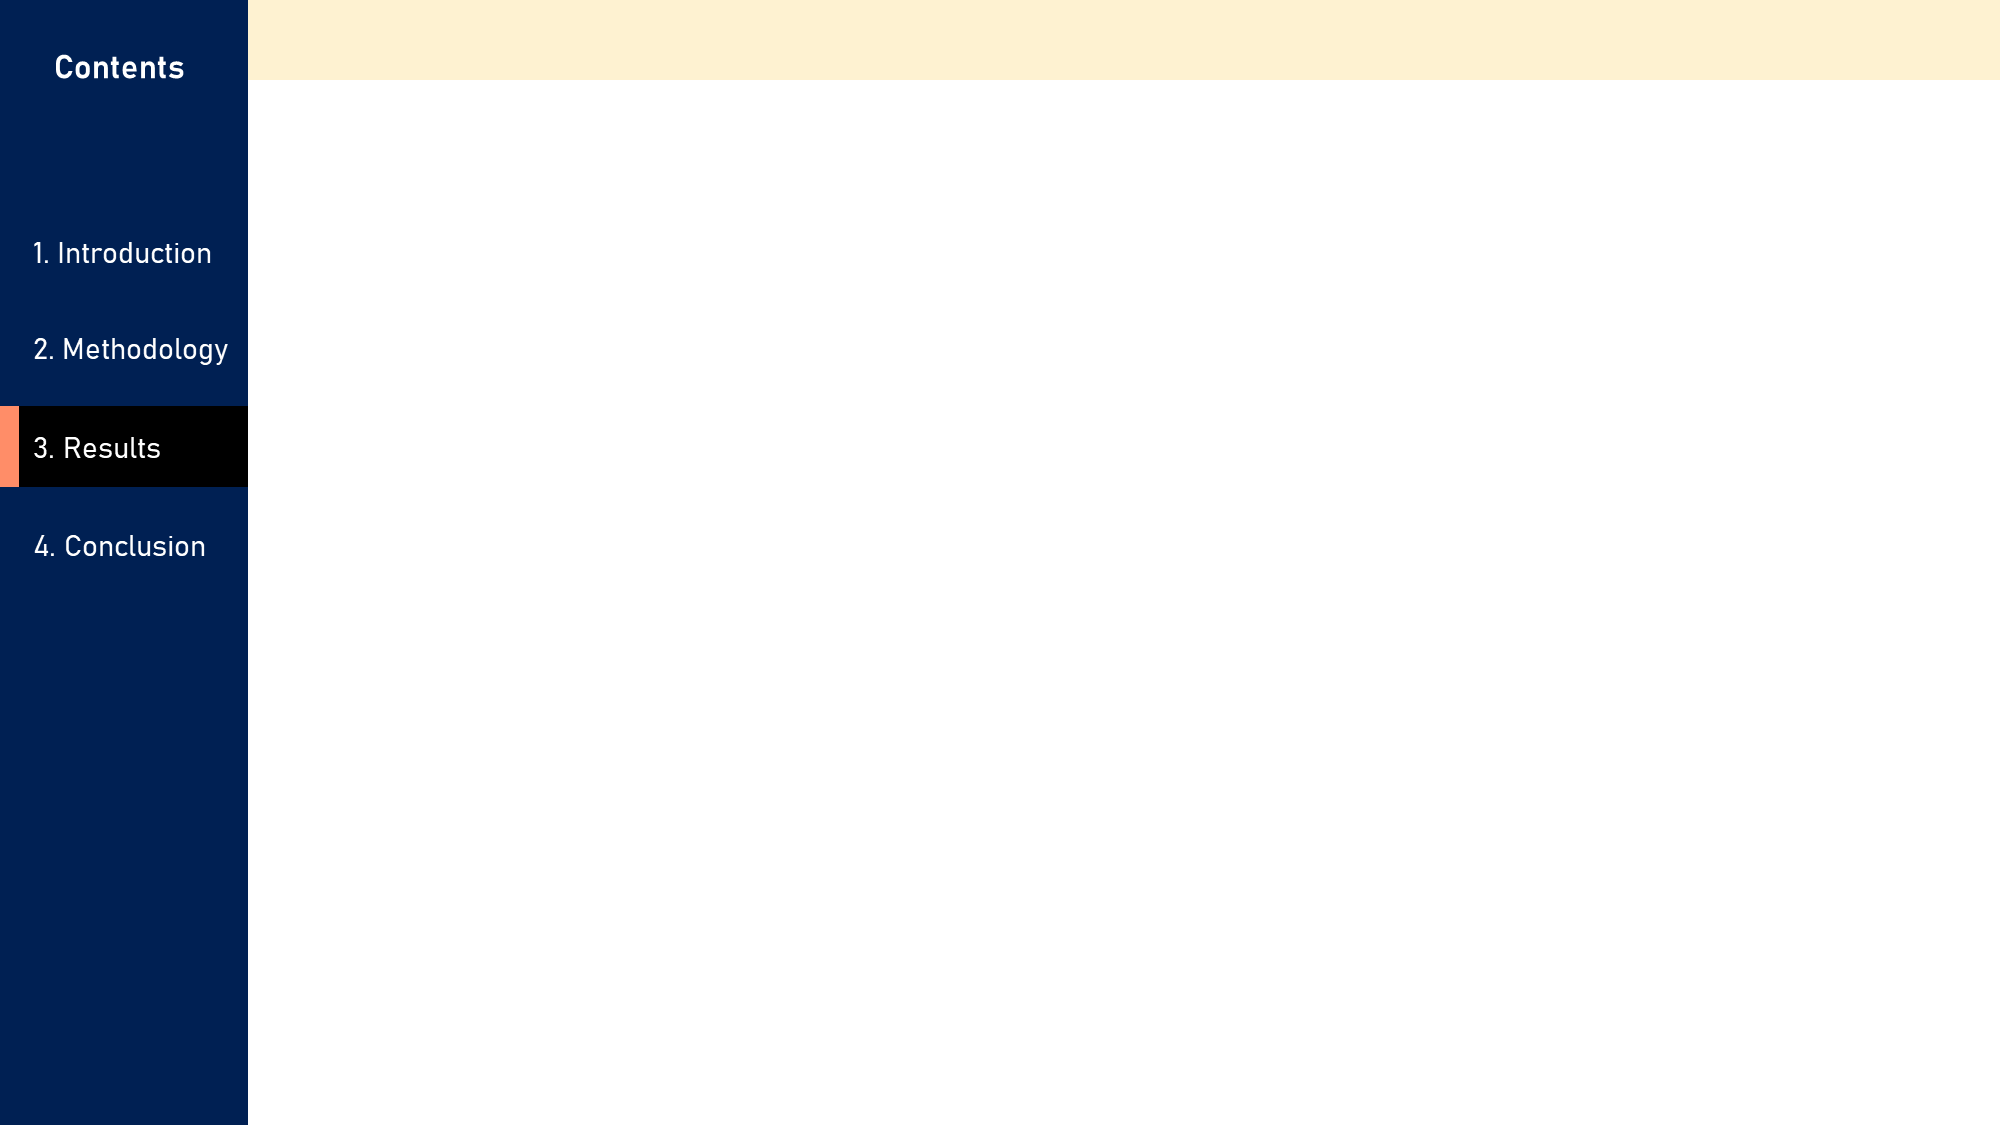 Contents
1. Introduction
2. Methodology
3. Results
4. Conclusion